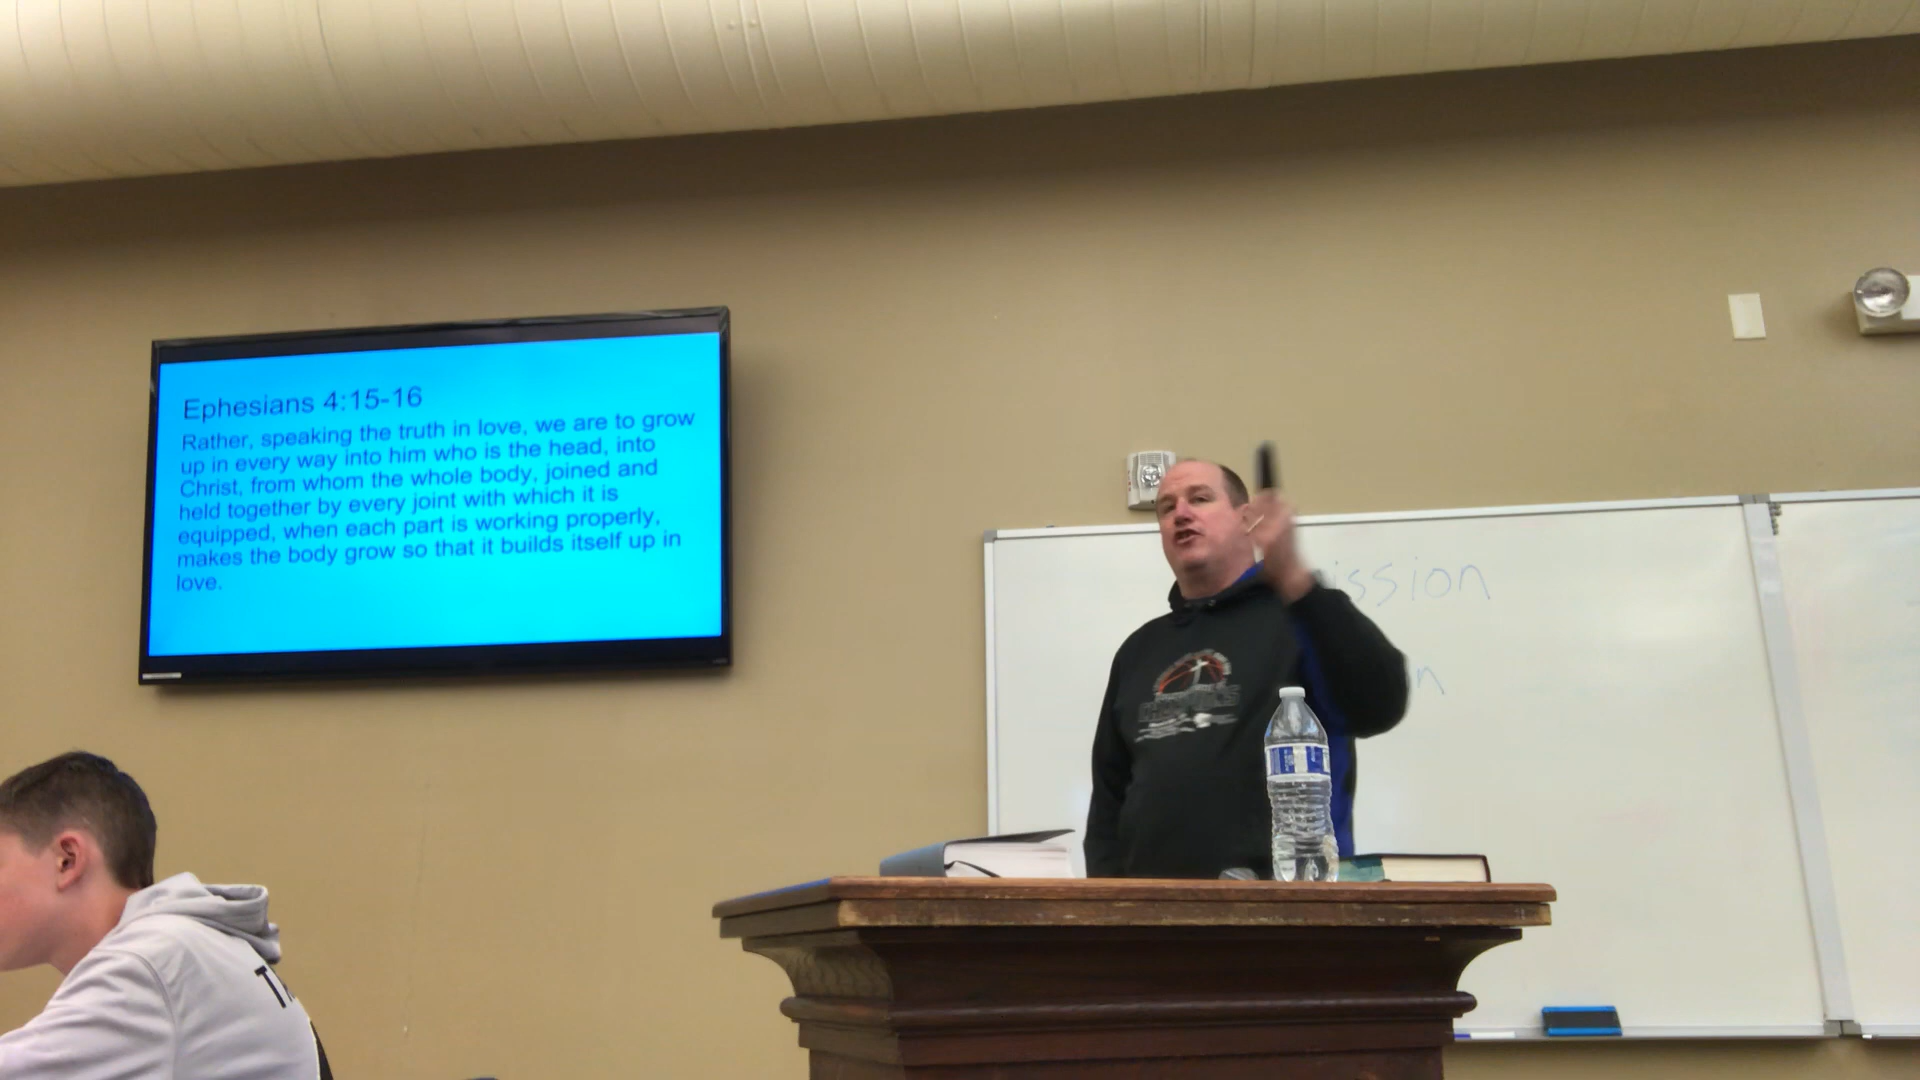 Ephesians 4:15-16
Rather, speaking the truth in love, we are to grow
up in every way into him who is the head, into
Christ, from whom the whole body, joined and
held together by every joint with which it is
equipped, when each part is working properly,
makes the body grow so that it builds itself up in
love.